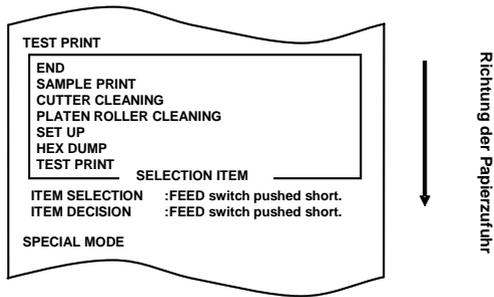 TEST PRINT
END
SAMPLE PRINT
CUTTER CLEANING
PLATEN ROLLER CLEANING
SET UP
HEX DUMP
TEST PRINT
SELECTION ITEM
ITEM SELECTION :FEED switch pushed short.
ITEM DECISION :FEED switch pushed short.
SPECIAL MODE
Richtung der Papierzufuhr